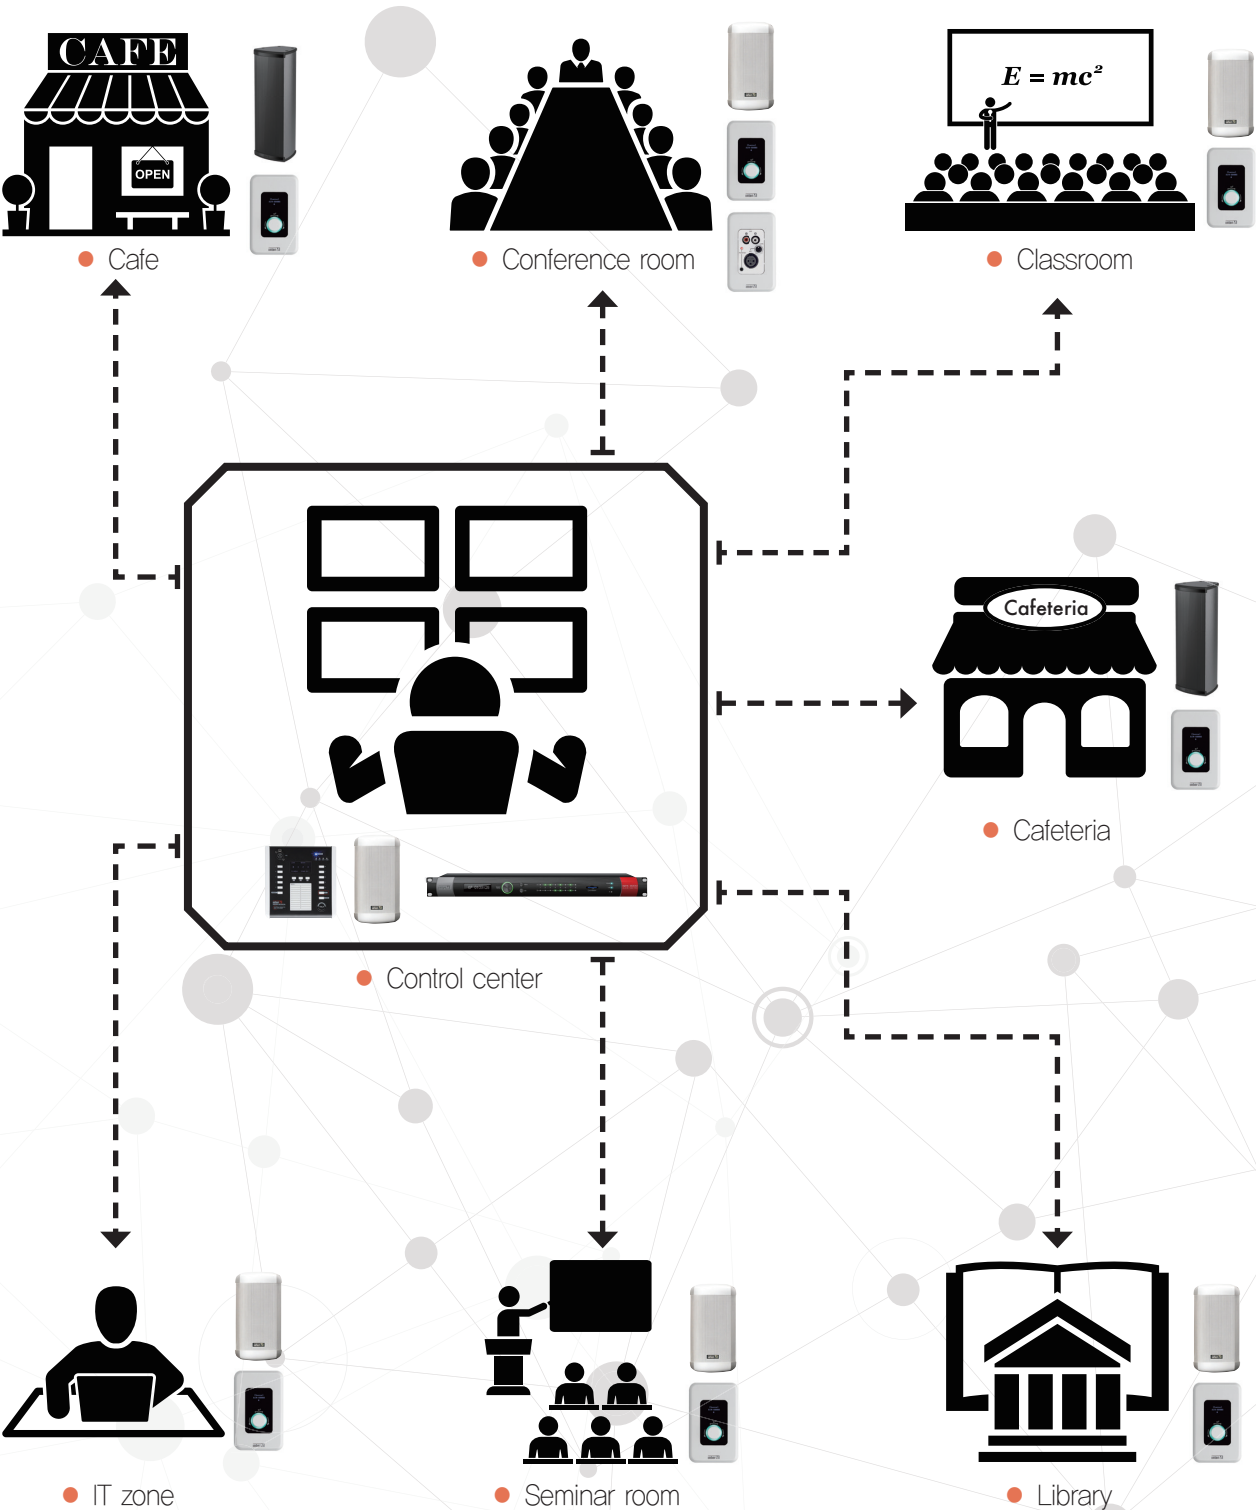 CAFE
OPEN
E = mc²
Cafe
Conference room
Classroom
Cafeteria
Cafeteria
Control center
IT zone
Seminar room
Library